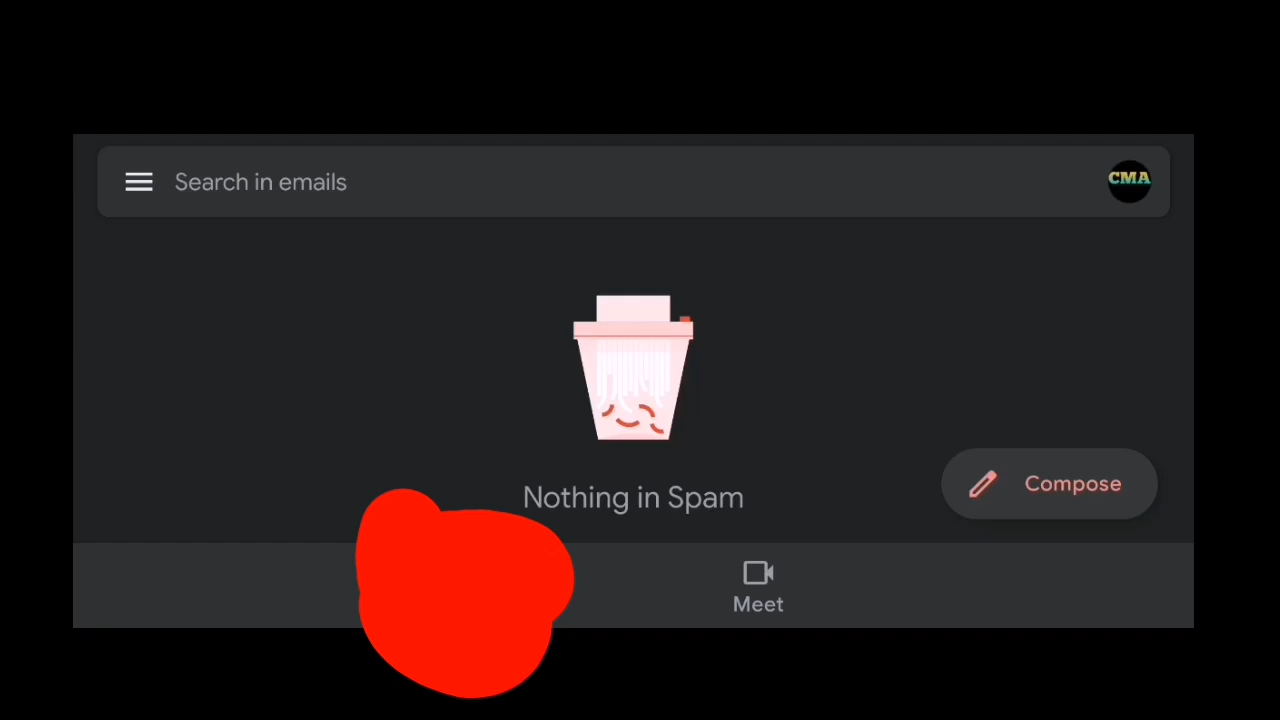 Search in emails
CMA
Nothing in Spam
Compose
Meet